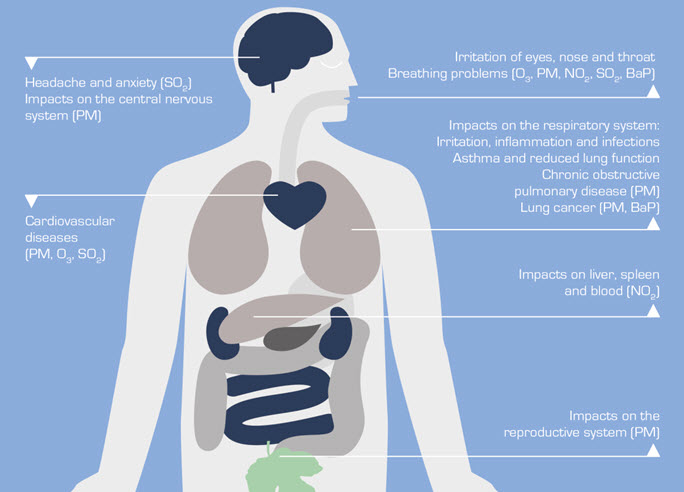 Headache and anxiety (SO₂)
Impacts on the central nervous
system (PM)
Cardiovascular
diseases
(PM, O₃, SO₂)
Irritation of eyes, nose and throat
Breathing problems (O₃, PM, NO₂, SO₂, BaP)
Impacts on the respiratory system:
Irritation, inflammation and infections
Asthma and reduced lung function
Chronic obstructive
pulmonary disease (PM)
Lung cancer (PM, BaP)
Impacts on liver, spleen
and blood (NO₂)
Impacts on the
reproductive system (PM)